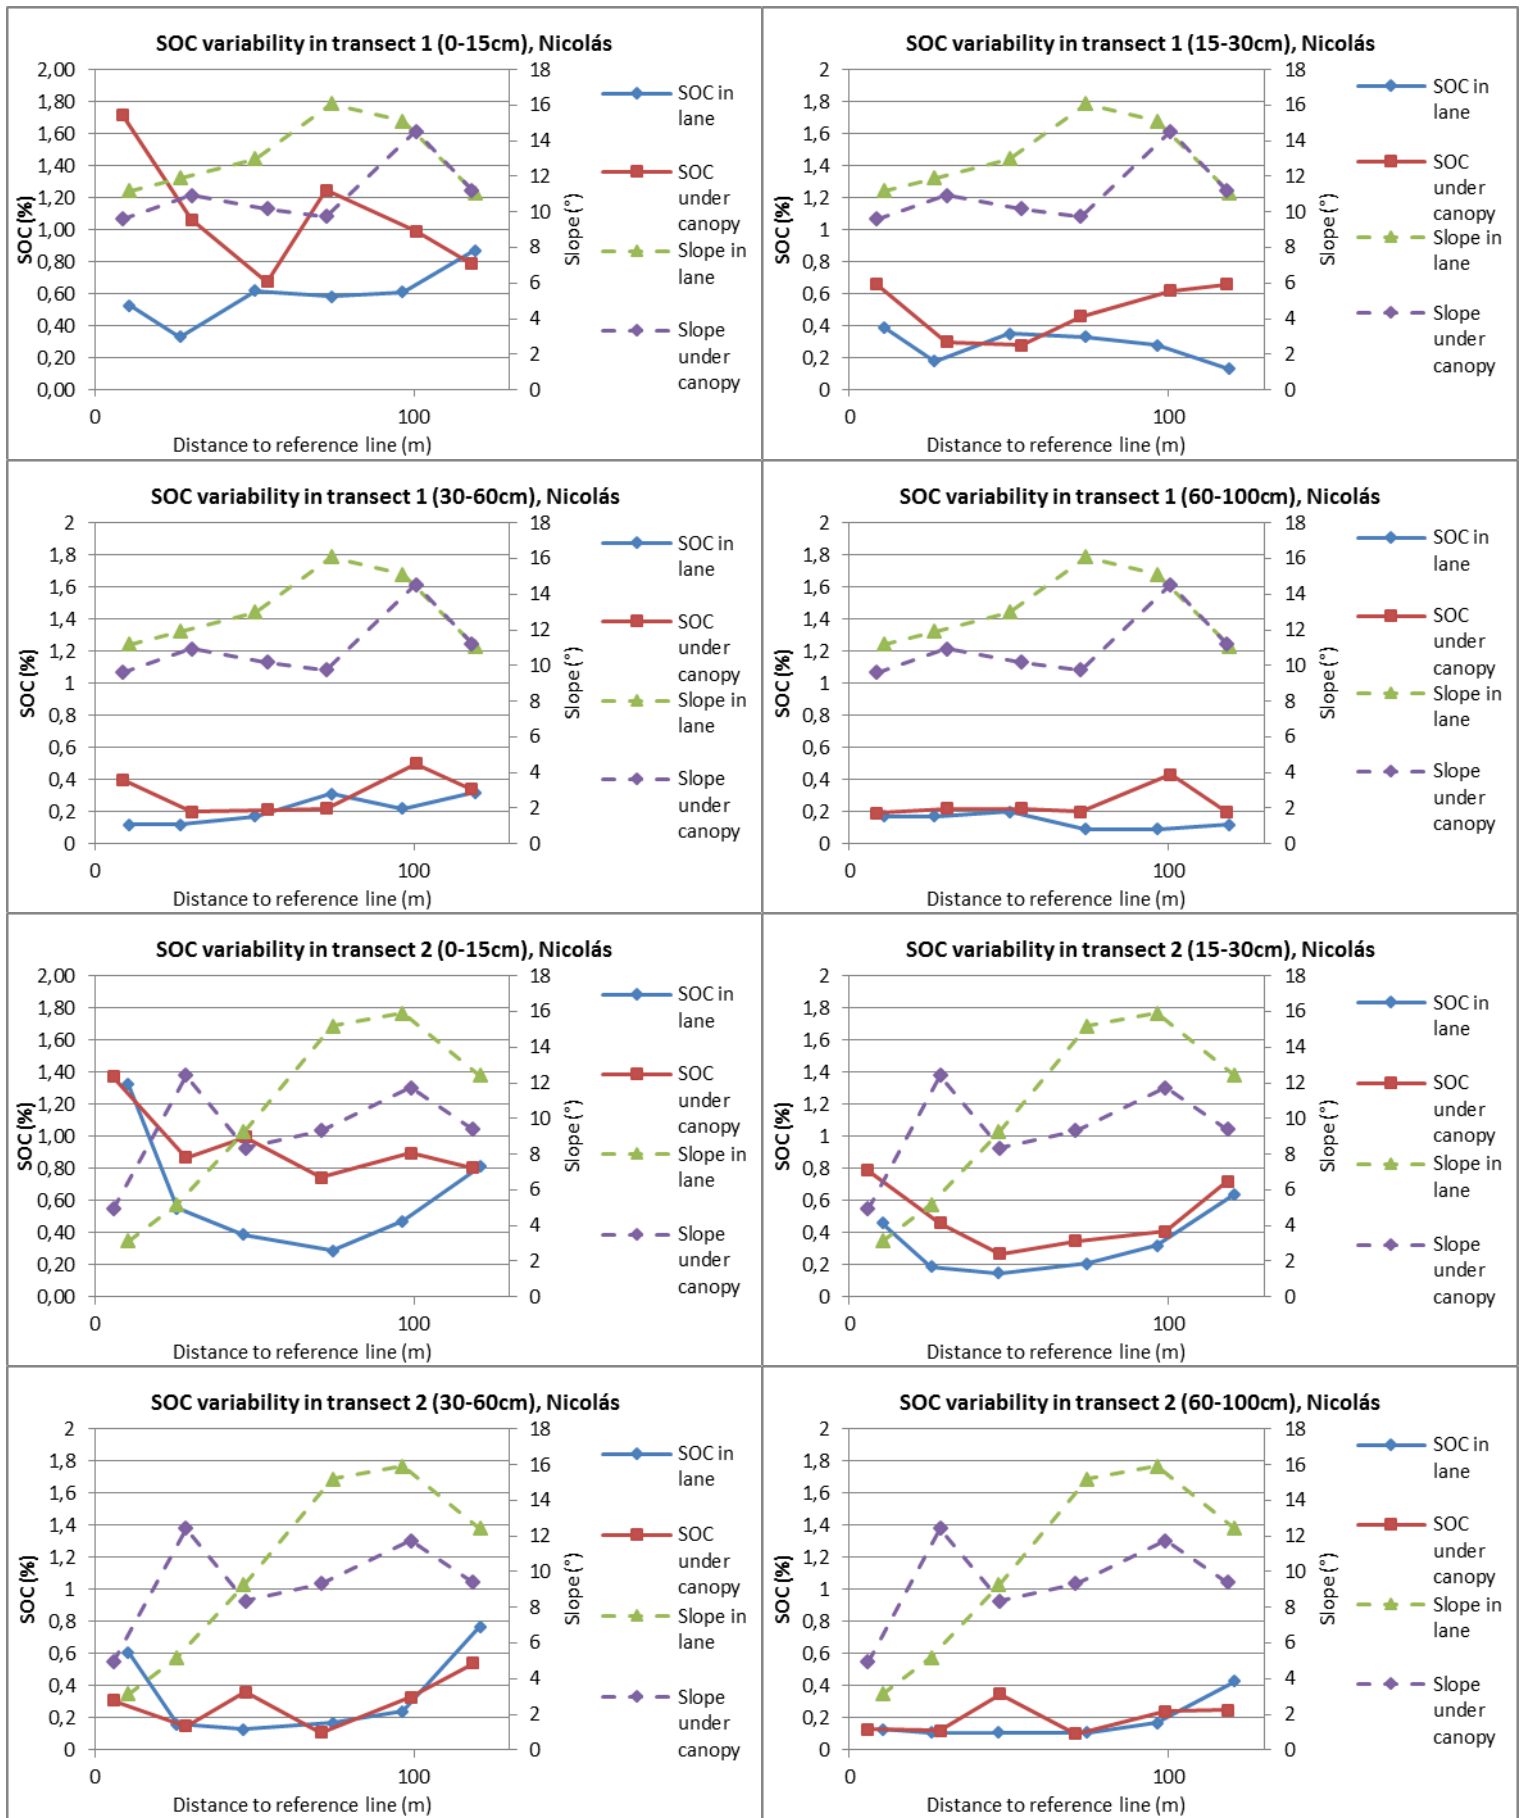 SOC variability in transect 1 (0-15cm), Nicolás
2,00
1,80
1,60
1,40
1,20
1,00
0,80
0,60
0,40
0,20
0,00
SOC (%)
18
16
14
12
10
8
6
4
2
0
Slope (°)
0
100
Distance to reference line (m)
SOC in
lane
SOC
under
canopy
Slope in
lane
Slope
under
canopy
SOC variability in transect 1 (15-30cm), Nicolás
2
1,8
1,6
1,4
1,2
1
0,8
0,6
0,4
0,2
0
SOC (%)
18
16
14
12
10
8
6
4
2
0
Slope (°)
0
100
Distance to reference line (m)
SOC in
lane
SOC
under
canopy
Slope in
lane
Slope
under
canopy
SOC variability in transect 1 (30-60cm), Nicolás
2
1,8
1,6
1,4
1,2
1
0,8
0,6
0,4
0,2
0
SOC (%)
18
16
14
12
10
8
6
4
2
0
Slope (°)
0
100
Distance to reference line (m)
SOC in
lane
SOC
under
canopy
Slope in
lane
Slope
under
canopy
SOC variability in transect 1 (60-100cm), Nicolás
2
1,8
1,6
1,4
1,2
1
0,8
0,6
0,4
0,2
0
SOC (%)
18
16
14
12
10
8
6
4
2
0
Slope (°)
0
100
Distance to reference line (m)
SOC in
lane
SOC
under
canopy
Slope in
lane
Slope
under
canopy
SOC variability in transect 2 (0-15cm), Nicolás
2,00
1,80
1,60
1,40
1,20
1,00
0,80
0,60
0,40
0,20
0,00
SOC (%)
18
16
14
12
10
8
6
4
2
0
Slope (°)
0
100
Distance to reference line (m)
SOC in
lane
SOC
under
canopy
Slope in
lane
Slope
under
canopy
SOC variability in transect 2 (15-30cm), Nicolás
2
1,8
1,6
1,4
1,2
1
0,8
0,6
0,4
0,2
0
SOC (%)
18
16
14
12
10
8
6
4
2
0
Slope (°)
0
100
Distance to reference line (m)
SOC in
lane
SOC
under
canopy
Slope in
lane
Slope
under
canopy
SOC variability in transect 2 (30-60cm), Nicolás
2
1,8
1,6
1,4
1,2
1
0,8
0,6
0,4
0,2
0
SOC (%)
18
16
14
12
10
8
6
4
2
0
Slope (°)
0
100
Distance to reference line (m)
SOC in
lane
SOC
under
canopy
Slope in
lane
Slope
under
canopy
SOC variability in transect 2 (60-100cm), Nicolás
2
1,8
1,6
1,4
1,2
1
0,8
0,6
0,4
0,2
0
SOC (%)
18
16
14
12
10
8
6
4
2
0
Slope (°)
0
100
Distance to reference line (m)
SOC in
lane
SOC
under
canopy
Slope in
lane
Slope
under
canopy